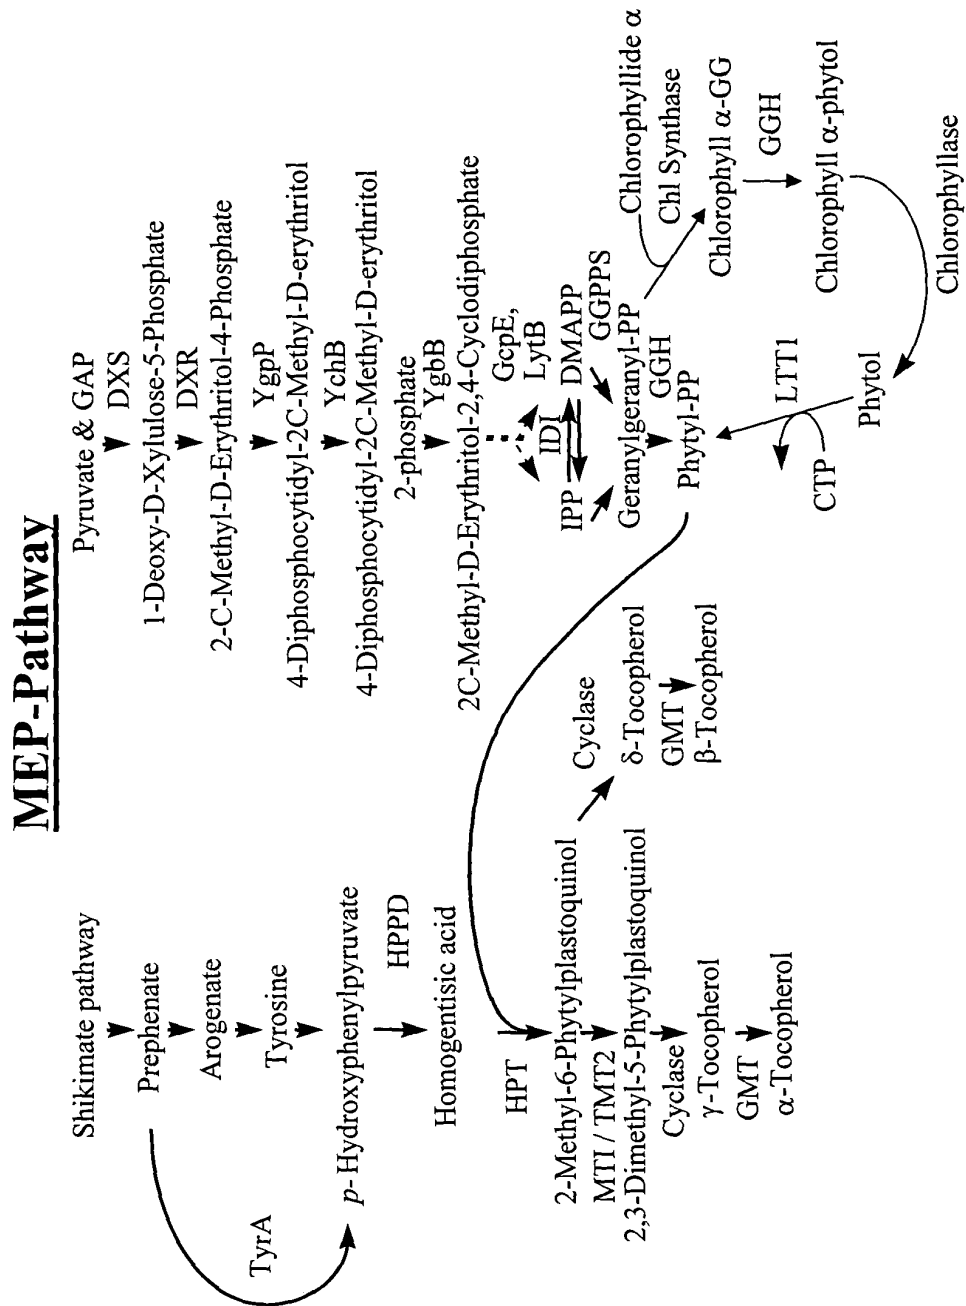 MEP-Pathway
Shikimate pathway
Prephenate
Arogenate
Tyrosine
TyrA
p-Hydroxyphenylpyruvate
HPPD
Homogentisic acid
HPT
2-Methyl-6-Phytylplastoquinol
MTI / TMT2
2,3-Dimethyl-5-Phytylplastoquinol
Cyclase
γ-Tocopherol
GMT
α-Tocopherol
Cyclase
δ-Tocopherol
GMT
β-Tocopherol
Pyruvate & GAP
DXS
1-Deoxy-D-Xylulose-5-Phosphate
DXR
2-C-Methyl-D-Erythritol-4-Phosphate
YgpP
4-Diphosphocytidyl-2C-Methyl-D-erythritol
YchB
4-Diphosphocytidyl-2C-Methyl-D-erythritol
2-phosphate
YgbB
2C-Methyl-D-Erythritol-2,4-Cyclodiphosphate
GcpE,
LytB
IDI
IPP
DMAPP
GGPPS
Geranylgeranyl-PP
GGH
Phytyl-PP
Chlorophyllide α
Chl Synthase
Chlorophyll α-GG
GGH
Chlorophyll α-phytol
Chlorophyllase
Phytol
LTT1
CTP